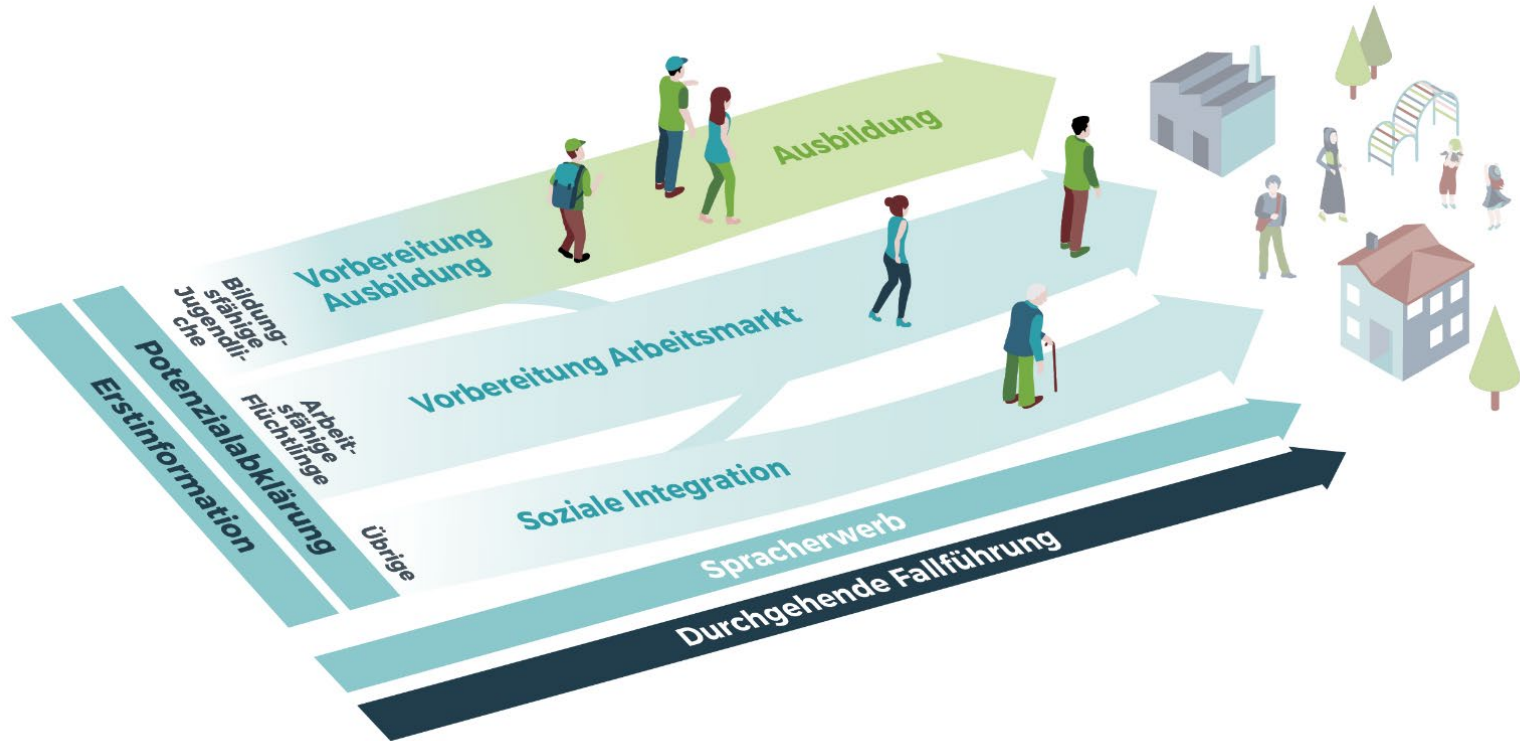 Erstinformation
Potenzialabklärung
Bildung-
sfähige
Jugendli-
che
Vorbereitung
Ausbildung
Ausbildung
Arbeit-
sfähige
Flüchtlinge
Vorbereitung Arbeitsmarkt
Übrige
Soziale Integration
Spracherwerb
Durchgehende Fallführung